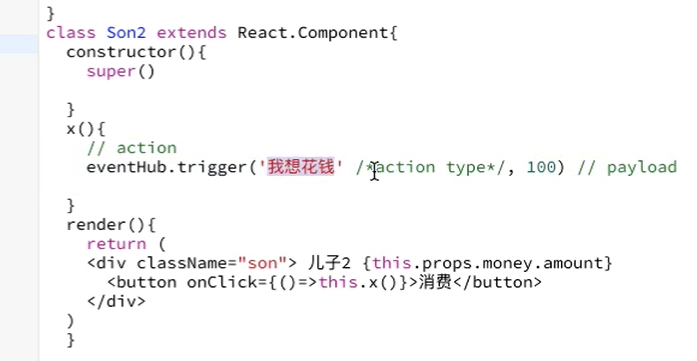 }
class Son2 extends React.Component{
constructor(){
super()
}
x(){
// action
eventHub.trigger('我想花钱' /*action type*/, 100) // payload
}
render(){
return (
<div className="son"> 儿子2 {this.props.money.amount}
<button onClick={()=>this.x()}>消费</button>
</div>
)
}